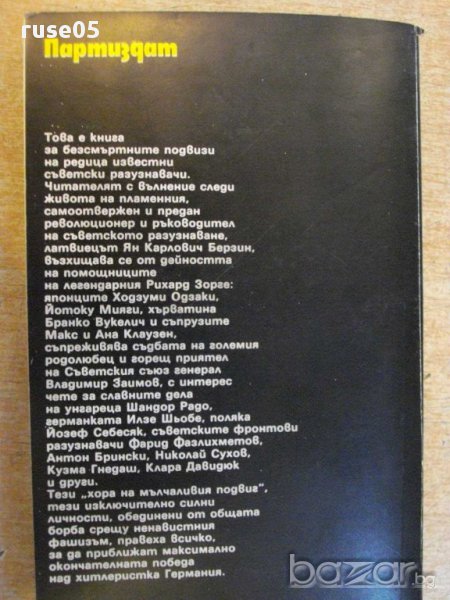 ruse05
Партиздат
Това е книга
за безсмъртните подвизи
на редица известни
съветски разузнавачи.
Читателят с вълнение следи
живота на пламенния,
самоотвержен и предан
революционер и ръководител
на съветското разузнаване,
латвиецът Ян Карлович Берзин,
възхищава се от дейността
на помощниците
на легендарния Рихард Зорге:
японците Ходзуми Одзаки,
Йотоку Мияги, хърватина
Бранко Вукелич и съпрузите
Макс и Ана Клаузен,
съпреживява съдбата на големия
родолюбец и горещ приятел
на Съветския съюз генерал
Владимир Заимов, с интерес
чете за славните дела
на унгареца Шандор Радо,
германката Илзе Шьобе, поляка
Йозеф Себесяк, съветските фронтови
разузнавачи Фарид Фазлихметов,
Антон Брински, Николай Сухов,
Кузма Гнедаш, Клара Давидюк
и други.
Тези „хора на мълчаливия подвиг",
тези изключително силни
личности, обединени от общата
борба срещу ненавистния
фашизъм, правеха всичко,
за да приближат максимално
окончателната победа
над хитлеристка Германия.
bazar.bg